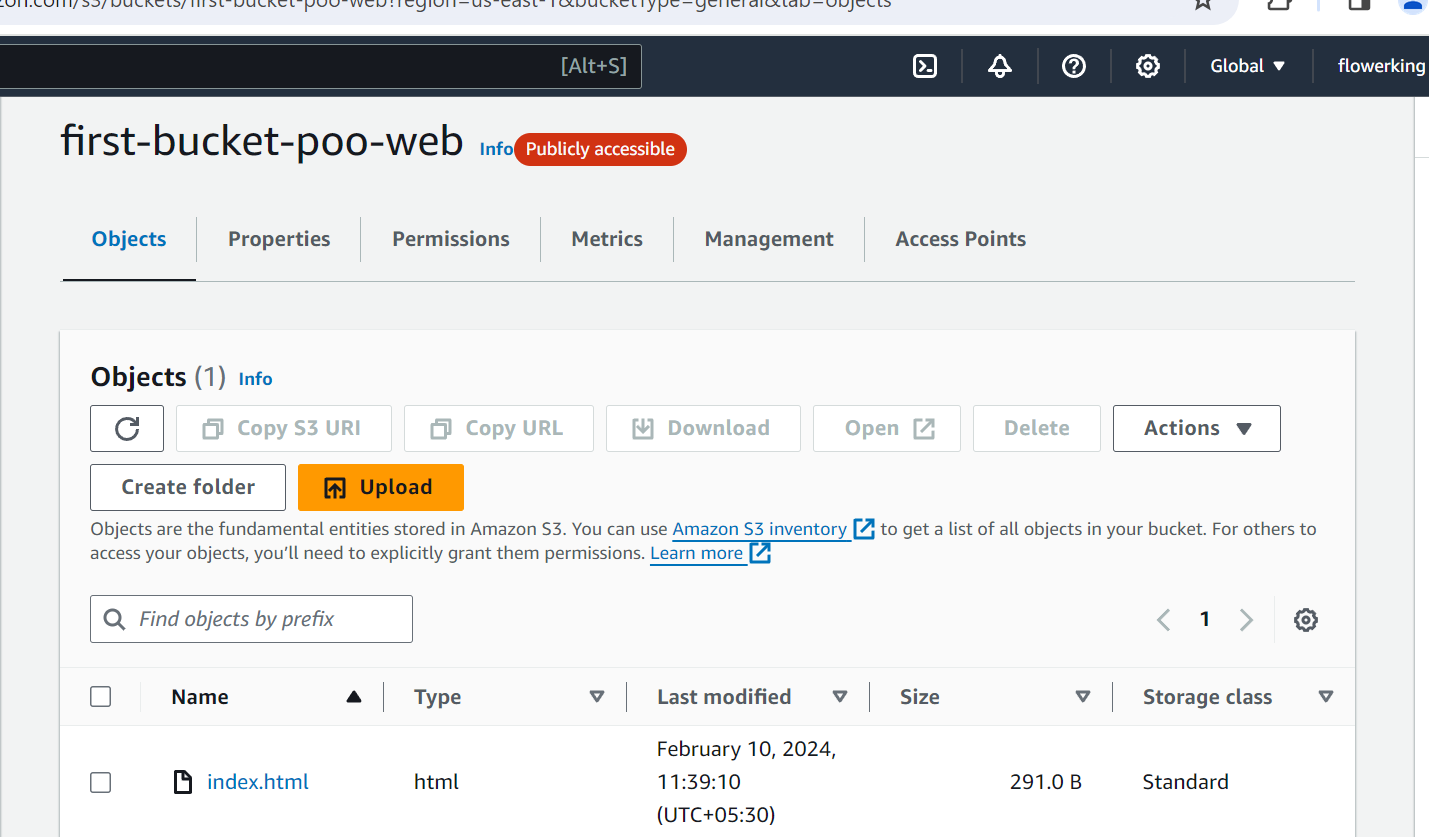 zon.com/s3/buckets/first-bucket-poo-web?region=us-east-1&bucketType=general&tab=objects
[Alt+S] Global ▼ flowerking
first-bucket-poo-web Info Publicly accessible
Objects Properties Permissions Metrics Management Access Points
Objects (1) Info
Copy S3 URI Copy URL Download Open Delete Actions ▼
Create folder Upload
Objects are the fundamental entities stored in Amazon S3. You can use Amazon S3 inventory to get a list of all objects in your bucket. For others to
access your objects, you’ll need to explicitly grant them permissions. Learn more
Find objects by prefix 1
Name Type Last modified Size Storage class
index.html html February 10, 2024, 291.0 B Standard
11:39:10
(UTC+05:30)